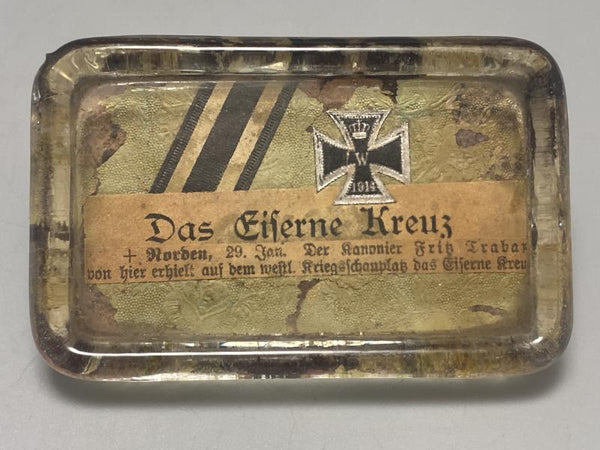 W
1914
Das Eiserne Kreuz
+ Norden, 29. Jan. Der Kanonier Fritz Trabar
von hier erhielt auf dem westl. Kriegsschauplatz das Eiserne Kreu